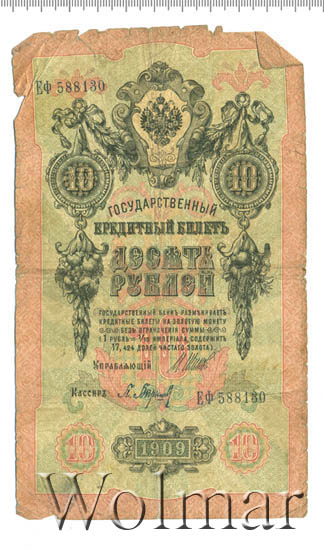 ЕФ 588130
10 10
ГОСУДАРСТВЕННЫЙ
КРЕДИТНЫЙ БИЛЕТЪ
ДЕСЯТЬ
РУБЛЕЙ
ГОСУДАРСТВЕННЫЙ БАНКЪ РАЗМѢНИВАЕТЪ
КРЕДИТНЫЕ БИЛЕТЫ НА ЗОЛОТУЮ МОНЕТУ
БЕЗЪ ОГРАНИЧЕНІЯ СУММЫ
(1 РУБЛЬ = 1/15 ИМПЕРІАЛА, СОДЕРЖИТЪ
17,424 ДОЛЕЙ ЧИСТАГО ЗОЛОТА)
УПРАВЛЯЮЩІЙ
Кассиръ
ЕФ 588130
10 1909 10
Wolmar